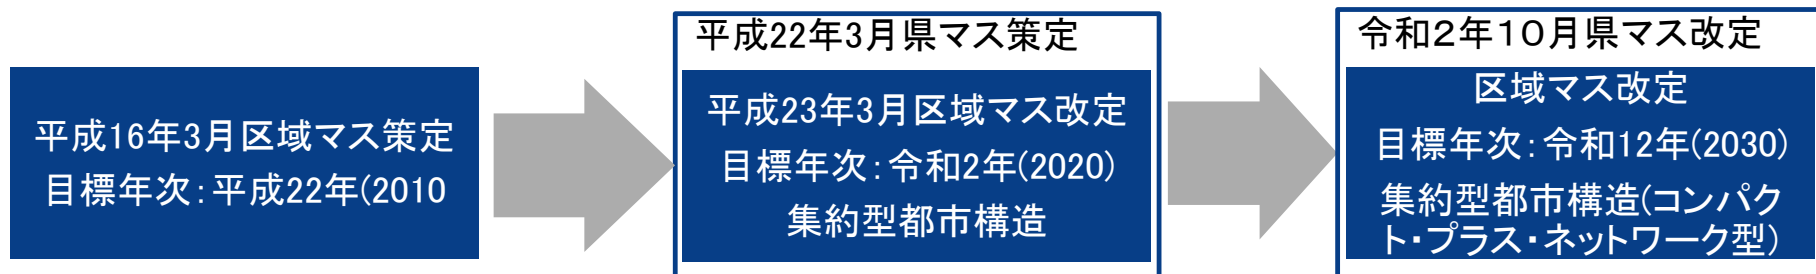 平成16年3月区域マス策定
目標年次：平成22年(2010
平成22年3月県マス策定
平成23年3月区域マス改定
目標年次：令和2年(2020)
集約型都市構造
令和２年１０月県マス改定
区域マス改定
目標年次：令和12年(2030)
集約型都市構造(コンパク
ト・プラス・ネットワーク型)